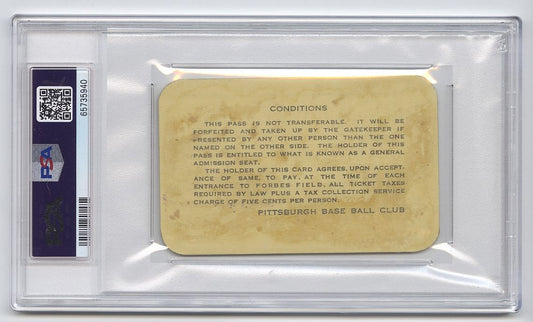 CONDITIONS
THIS PASS IS NOT TRANSFERABLE. IT WILL BE
FORFEITED AND TAKEN UP BY THE GATEKEEPER IF
PRESENTED BY ANY OTHER PERSON THAN THE ONE
NAMED ON THE OTHER SIDE. THE HOLDER OF THIS
PASS IS ENTITLED TO WHAT IS KNOWN AS A GENERAL
ADMISSION SEAT.
THE HOLDER OF THIS CARD AGREES, UPON ACCEPT-
ANCE OF SAME, TO PAY, AT THE TIME OF EACH
ENTRANCE TO FORBES FIELD, ALL TICKET TAXES
REQUIRED BY LAW PLUS A TAX COLLECTION SERVICE
CHARGE OF FIVE CENTS PER PERSON.
PITTSBURGH BASE BALL CLUB
65735940
PSA